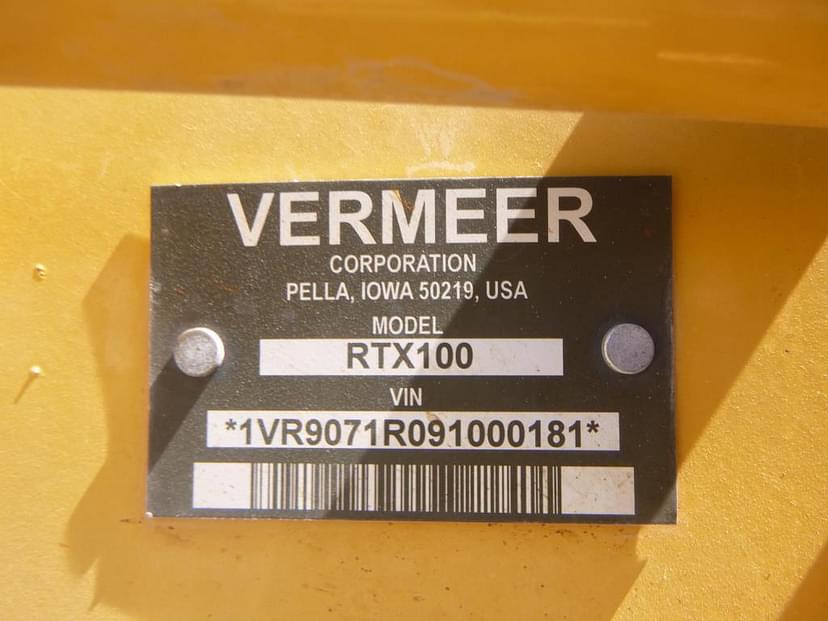 VERMEER
CORPORATION
PELLA, IOWA 50219, USA
MODEL
RTX100
VIN
*1VR9071R091000181*